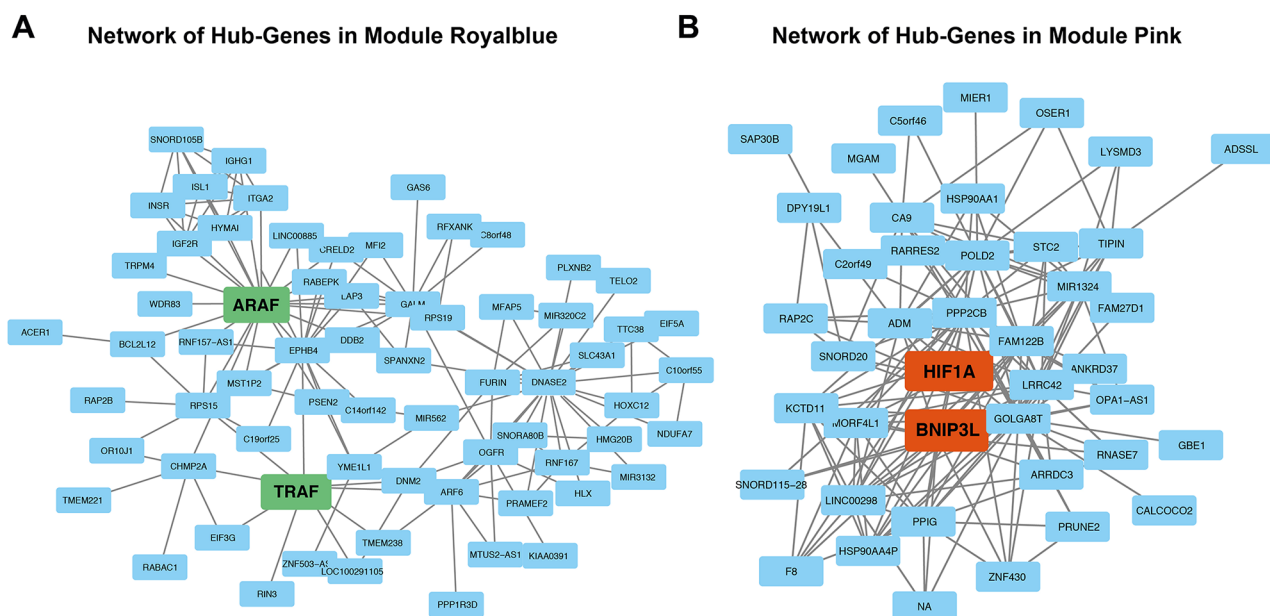 A
Network of Hub-Genes in Module Royalblue
SNORD105B
IGHG1
ISL1
ITGA2
INSR
HYMAI
IGF2R
LINC00885
CRELD2
MFI2
GAS6
RFXANK
C8orf48
TRPM4
RABEPK
WDR83
ARAF
LAP3
GALM
RPS19
PLXNB2
TELO2
MFAP5
MIR320C2
TTC38
EIF5A
ACER1
BCL2L12
RNF157-AS1
EPHB4
DDB2
SPANXN2
SLC43A1
C10orf55
MST1P2
FURIN
DNASE2
RAP2B
RPS15
PSEN2
C14orf142
MIR562
HOXC12
NDUFA7
C19orf25
SNORA80B
HMG20B
OR10J1
OGFR
CHMP2A
YME1L1
RNF167
MIR3132
TMEM221
TRAF
DNM2
ARF6
PRAMEF2
HLX
EIF3G
TMEM238
RABAC1
ZNF503-AS
LOC100291105
MTUS2-AS1
KIAA0391
RIN3
PPP1R3D
B
Network of Hub-Genes in Module Pink
MIER1
C5orf46
OSER1
SAP30B
MGAM
LYSMD3
ADSSL
DPY19L1
HSP90AA1
CA9
RARRES2
STC2
TIPIN
C2orf49
POLD2
MIR1324
RAP2C
ADM
PPP2CB
FAM27D1
SNORD20
FAM122B
HIF1A
ANKRD37
LRRC42
OPA1-AS1
KCTD11
MORF4L1
BNIP3L
GOLGA8T
GBE1
RNASE7
SNORD115-28
ARRDC3
LINC00298
CALCOCO2
PPIG
PRUNE2
HSP90AA4P
F8
ZNF430
NA